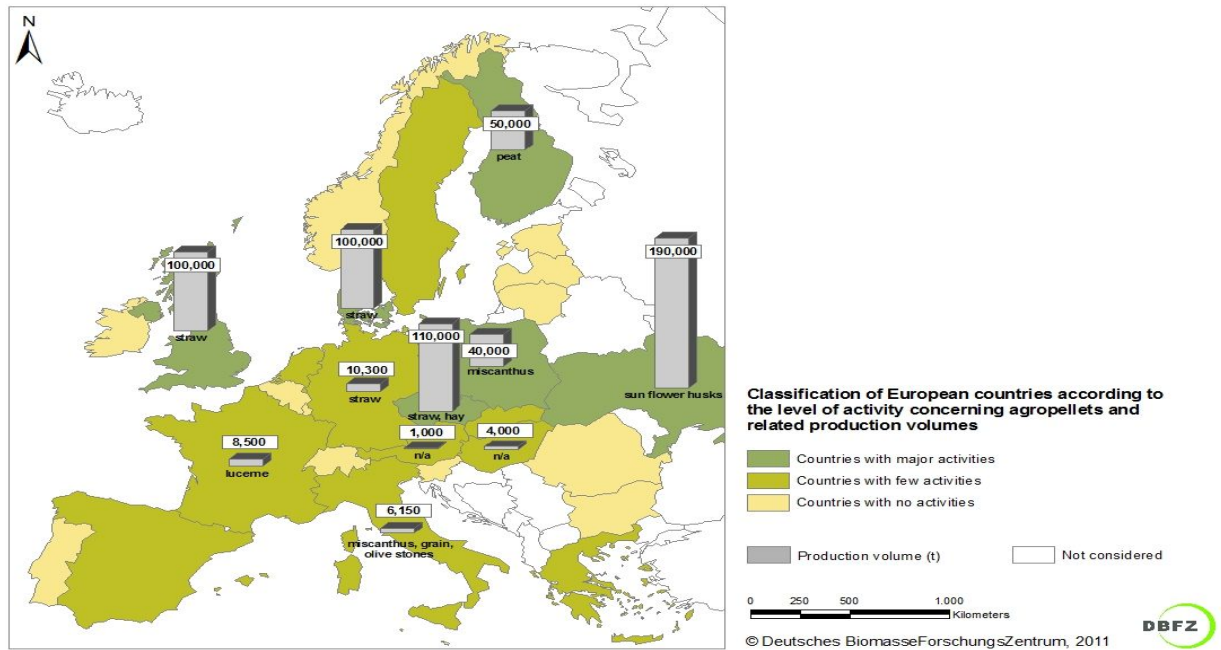 N
50,000
peat
100,000
straw
100,000
straw
190,000
sun flower husks
110,000
straw, hay
40,000
miscanthus
10,300
straw
8,500
lucerne
1,000
n/a
4,000
n/a
6,150
miscanthus, grain,
olive stones
Classification of European countries according to
the level of activity concerning agropellets and
related production volumes
Countries with major activities
Countries with few activities
Countries with no activities
Production volume (t)
Not considered
0 250 500 1.000
Kilometers
© Deutsches BiomasseForschungsZentrum, 2011
DBFZ